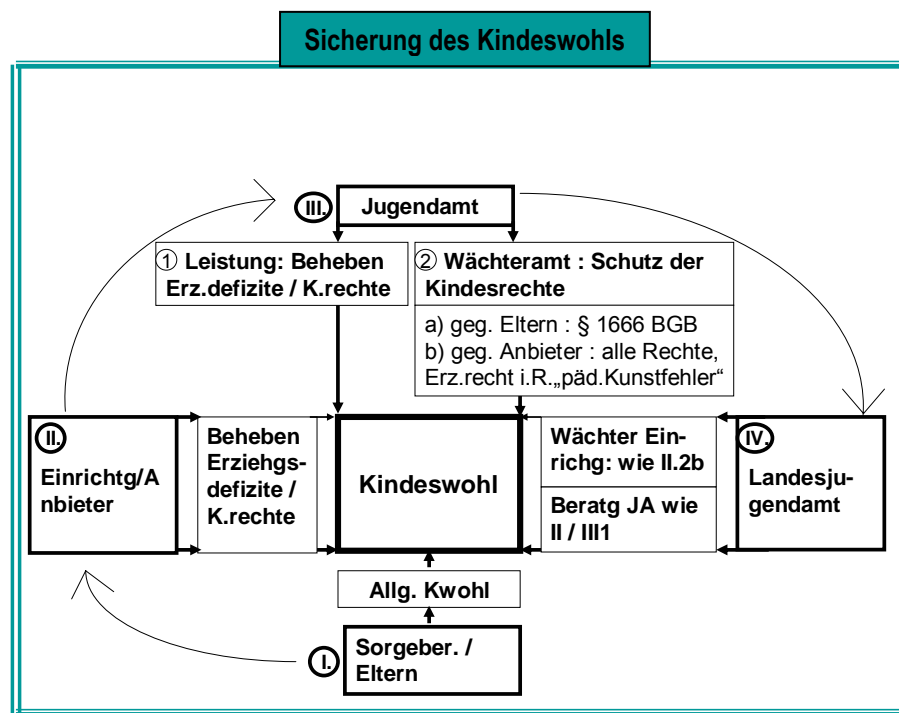 Sicherung des Kindeswohls
III.
Jugendamt
① Leistung: Beheben
Erz.defizite / K.rechte
② Wächteramt : Schutz der
Kindesrechte
a) geg. Eltern : § 1666 BGB
b) geg. Anbieter : alle Rechte,
Erz.recht i.R.„päd.Kunstfehler“
II.
Einrichtg/A
nbieter
Beheben
Erziehgs-
defizite /
K.rechte
Kindeswohl
Wächter Ein-
richg: wie II.2b
Beratg JA wie
II / III1
IV.
Landesju-
gendamt
Allg. Kwohl
I.
Sorgeber. /
Eltern